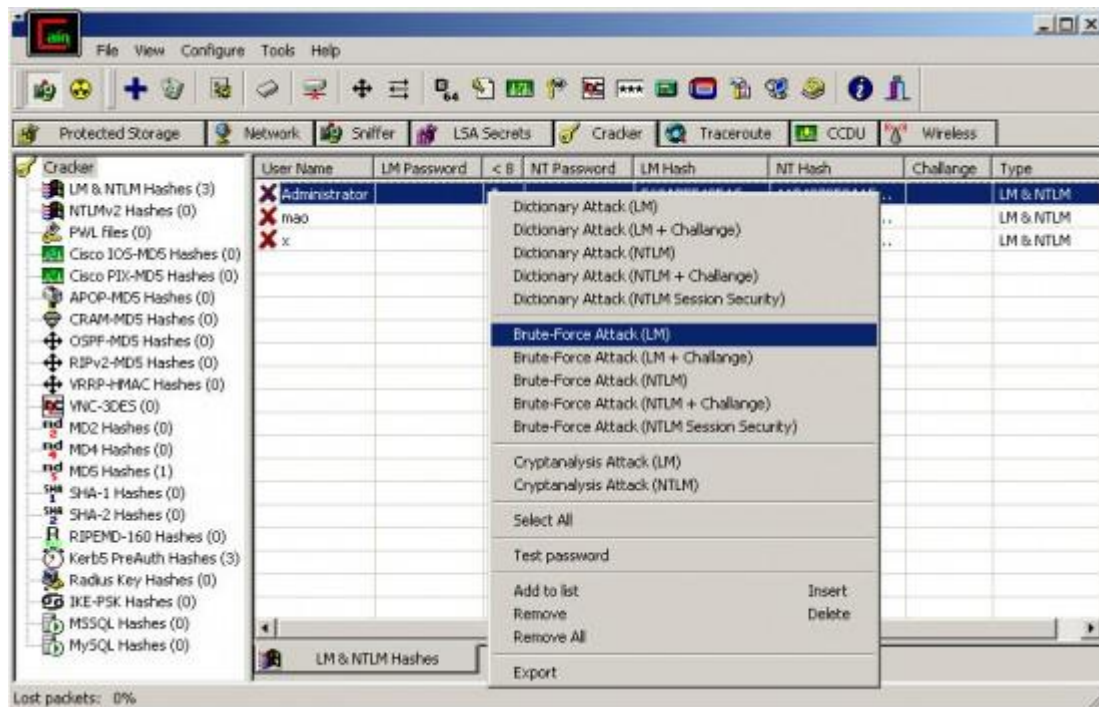 Cain
File View Configure Tools Help
Protected Storage Network Sniffer LSA Secrets Cracker Traceroute CCDU Wireless
Cracker
LM & NTLM Hashes (3)
NTLMv2 Hashes (0)
PWL files (0)
Cisco IOS-MD5 Hashes (0)
Cisco PIX-MD5 Hashes (0)
APOP-MD5 Hashes (0)
CRAM-MD5 Hashes (0)
OSPF-MD5 Hashes (0)
RIPv2-MD5 Hashes (0)
VRRP-HMAC Hashes (0)
VNC-3DES (0)
MD2 Hashes (0)
MD4 Hashes (0)
MD5 Hashes (1)
SHA-1 Hashes (0)
SHA-2 Hashes (0)
RIPEMD-160 Hashes (0)
Kerb5 PreAuth Hashes (3)
Radius Key Hashes (0)
IKE-PSK Hashes (0)
MSSQL Hashes (0)
MySQL Hashes (0)
User Name LM Password < 8 NT Password LM Hash NT Hash Challange Type
Administrator LM & NTLM
mao LM & NTLM
x LM & NTLM
Dictionary Attack (LM)
Dictionary Attack (LM + Challange)
Dictionary Attack (NTLM)
Dictionary Attack (NTLM + Challange)
Dictionary Attack (NTLM Session Security)
Brute-Force Attack (LM)
Brute-Force Attack (LM + Challange)
Brute-Force Attack (NTLM)
Brute-Force Attack (NTLM + Challange)
Brute-Force Attack (NTLM Session Security)
Cryptanalysis Attack (LM)
Cryptanalysis Attack (NTLM)
Select All
Test password
Add to list Insert
Remove Delete
Remove All
Export
LM & NTLM Hashes
Lost packets: 0%